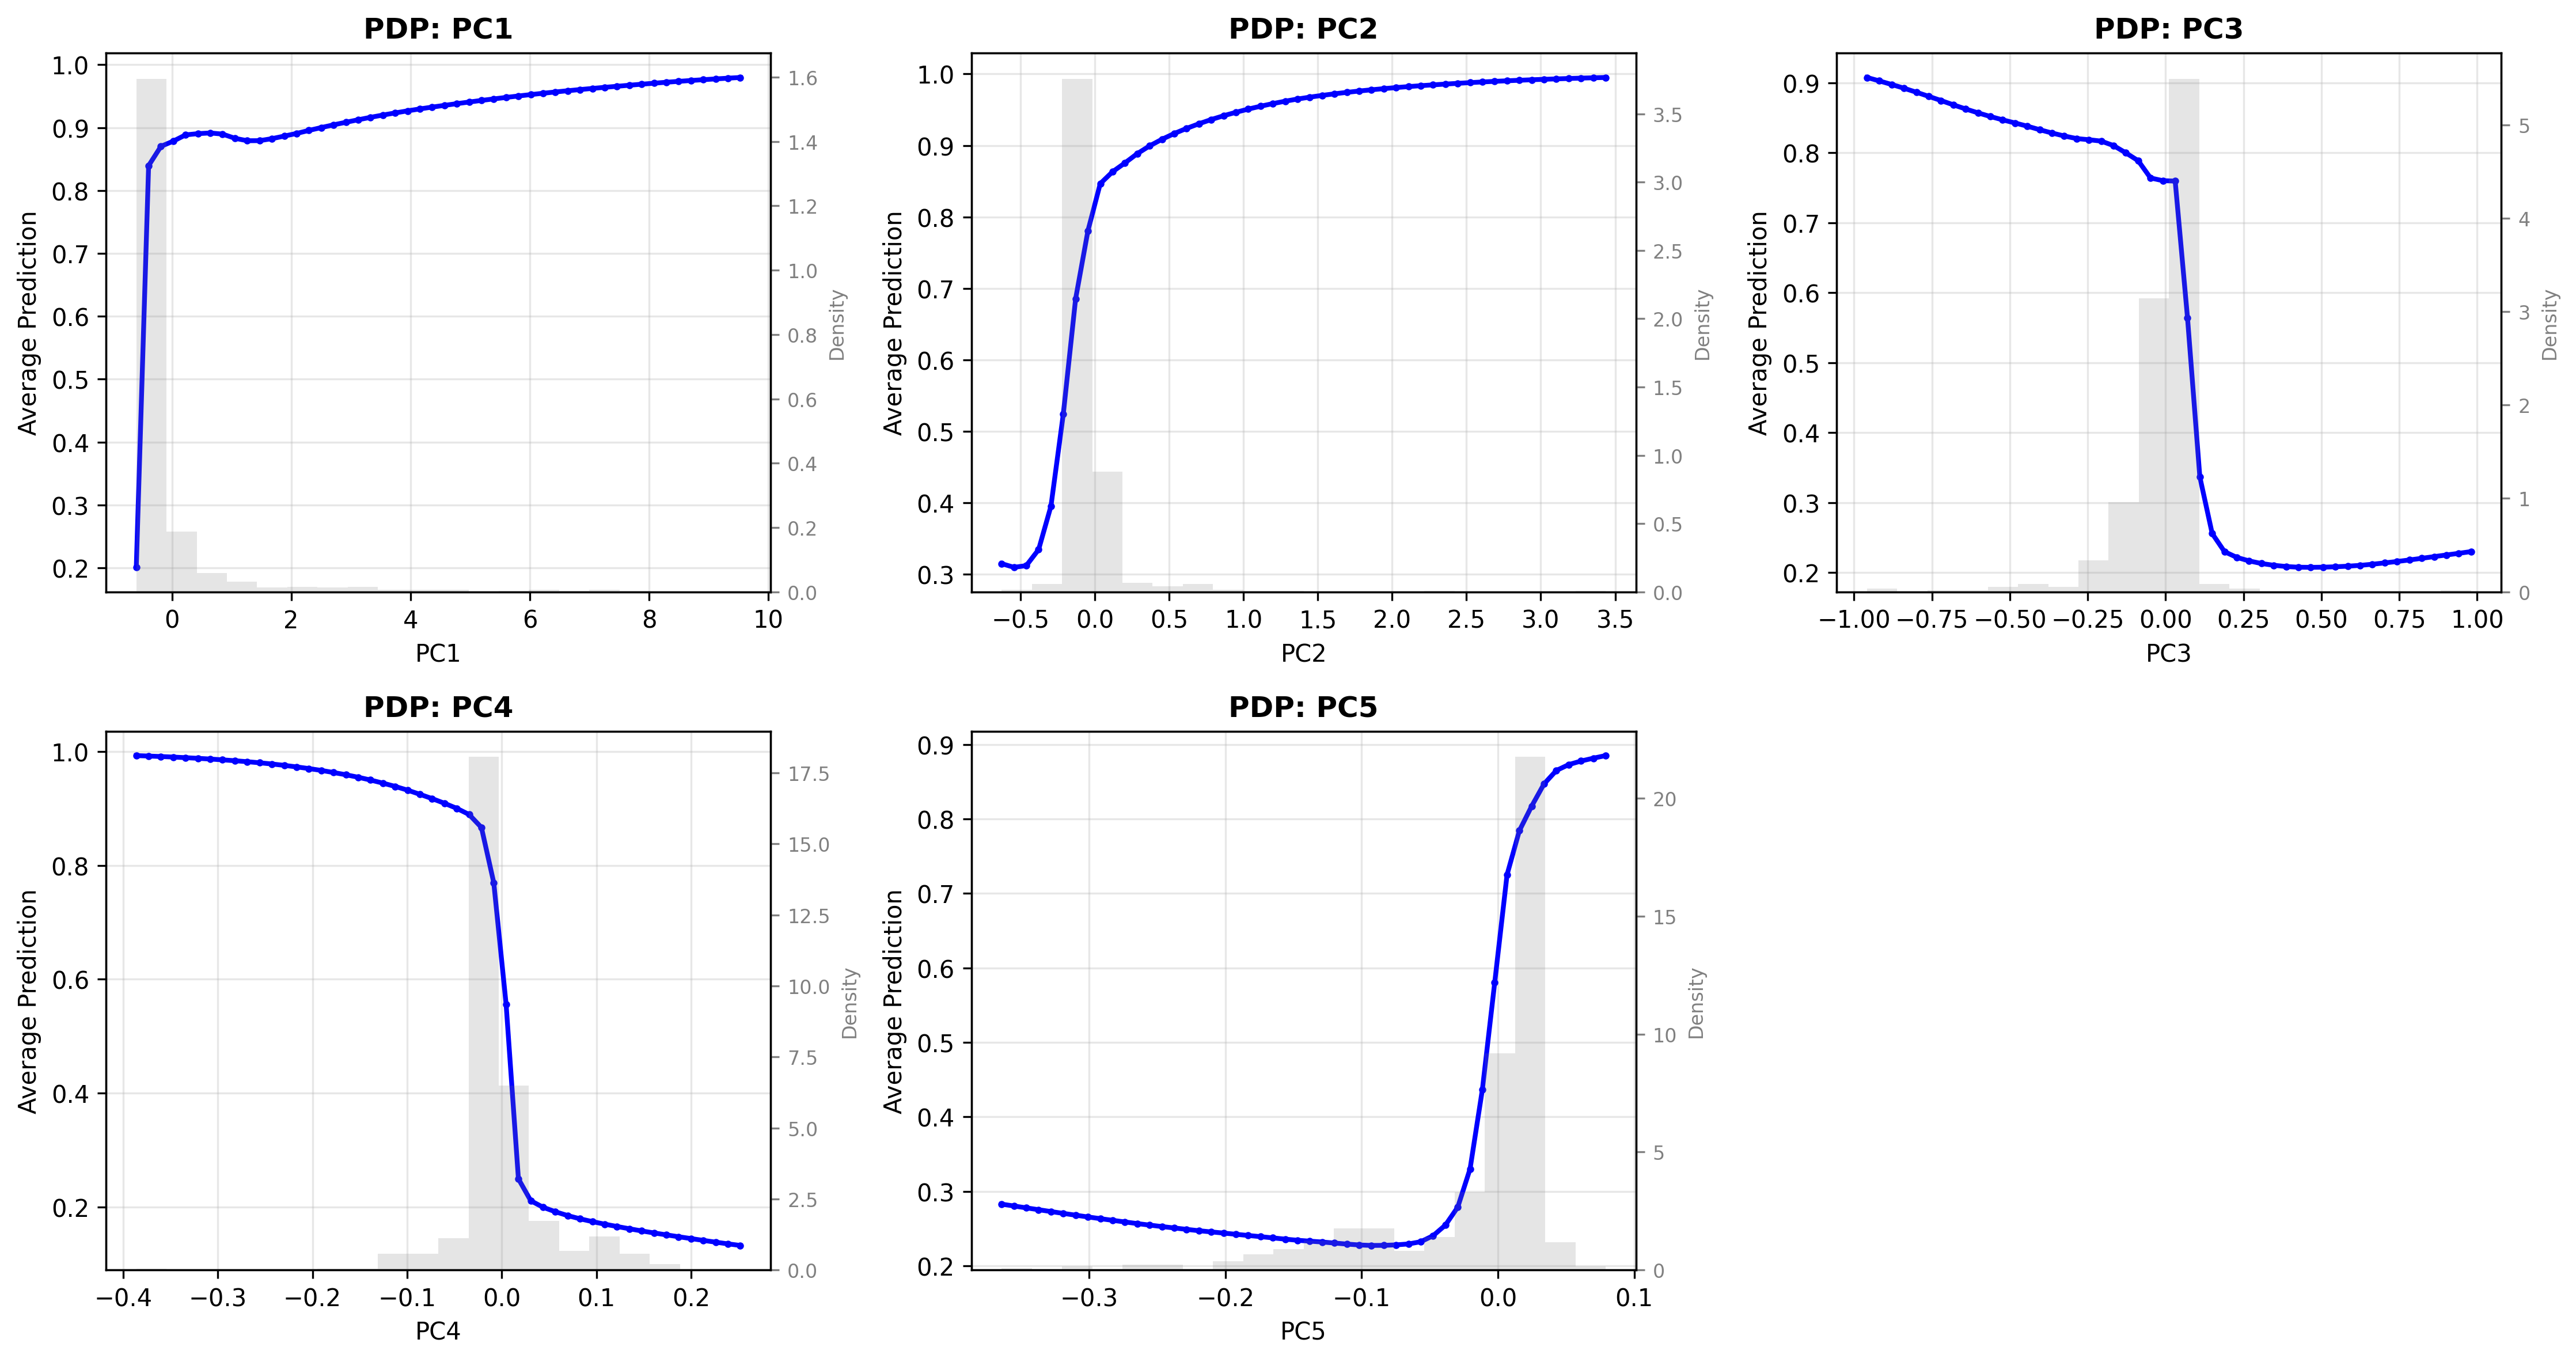 PDP: PC1
1.0
0.9
0.8
0.7
0.6
0.5
0.4
0.3
0.2
Average Prediction
0 2 4 6 8 10
PC1
1.6
1.4
1.2
1.0
0.8
0.6
0.4
0.2
0.0
Density
PDP: PC2
1.0
0.9
0.8
0.7
0.6
0.5
0.4
0.3
Average Prediction
−0.5 0.0 0.5 1.0 1.5 2.0 2.5 3.0 3.5
PC2
3.5
3.0
2.5
2.0
1.5
1.0
0.5
0.0
Density
PDP: PC3
0.9
0.8
0.7
0.6
0.5
0.4
0.3
0.2
Average Prediction
−1.00 −0.75 −0.50 −0.25 0.00 0.25 0.50 0.75 1.00
PC3
5
4
3
2
1
0
Density
PDP: PC4
1.0
0.8
0.6
0.4
0.2
Average Prediction
−0.4 −0.3 −0.2 −0.1 0.0 0.1 0.2
PC4
17.5
15.0
12.5
10.0
7.5
5.0
2.5
0.0
Density
PDP: PC5
0.9
0.8
0.7
0.6
0.5
0.4
0.3
0.2
Average Prediction
−0.3 −0.2 −0.1 0.0 0.1
PC5
20
15
10
5
0
Density